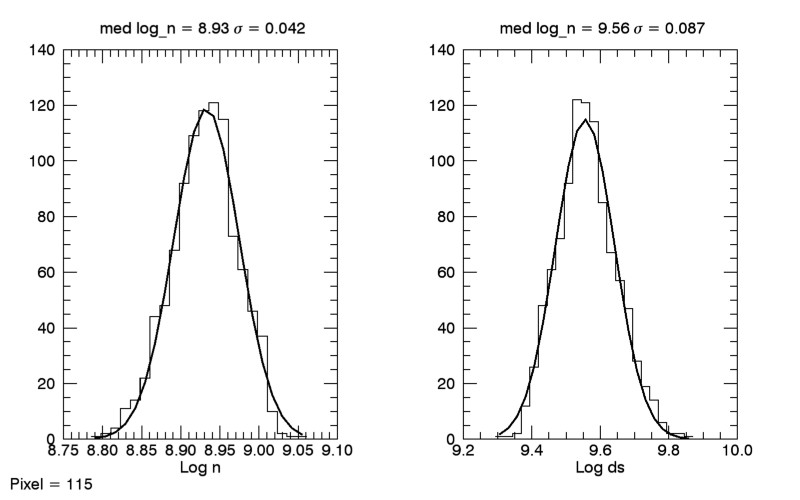 med log_n = 8.93 σ = 0.042
140
120
100
80
60
40
20
0
8.75 8.80 8.85 8.90 8.95 9.00 9.05 9.10
Log n
med log_n = 9.56 σ = 0.087
140
120
100
80
60
40
20
0
9.2 9.4 9.6 9.8 10.0
Log ds
Pixel = 115